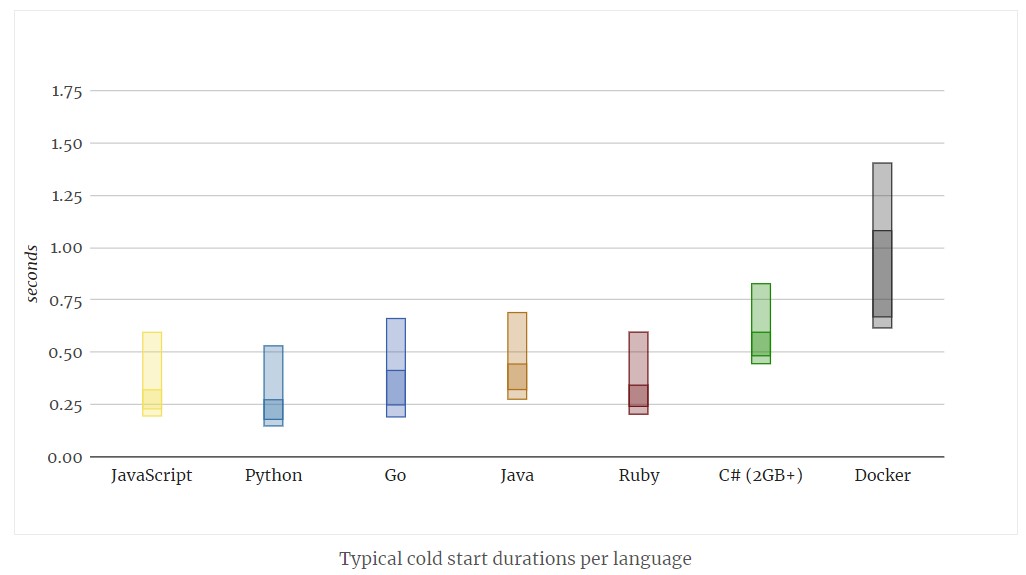 1.75
1.50
1.25
1.00
0.75
0.50
0.25
0.00
seconds
JavaScript Python Go Java Ruby C# (2GB+) Docker
Typical cold start durations per language